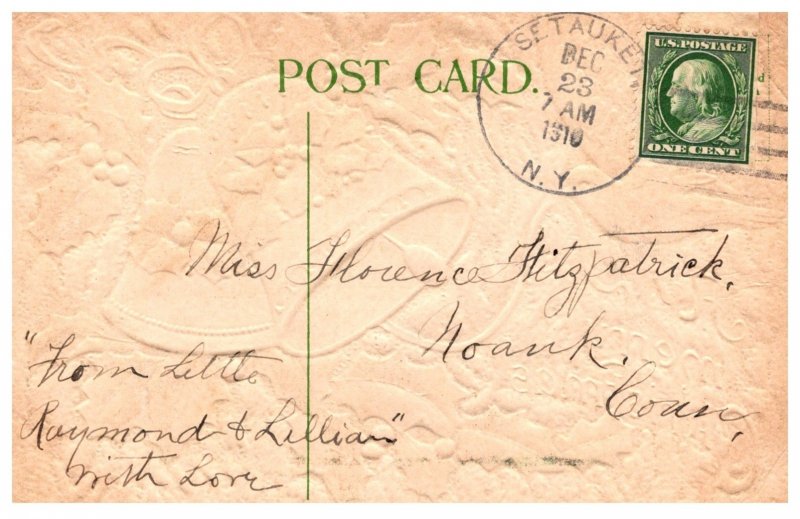 POST CARD.
SETAUKET
DEC
23
7 AM
1910
N.Y.
U.S. POSTAGE
ONE CENT
Miss Florence Fitzpatrick.
Noank.
Conn.
"From Little
Raymond & Lillian"
with Love